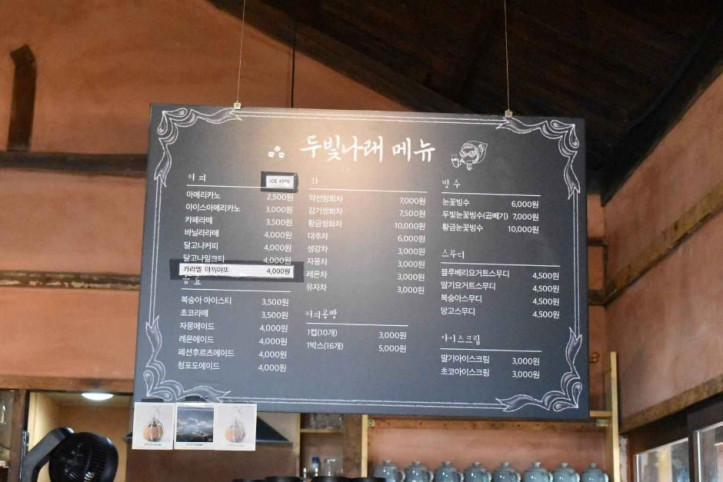 두빛나래 메뉴
커피
아메리카노 2,500원
아이스아메리카노 3,000원
카페라떼 3,500원
바닐라라떼 4,000원
달고나커피 4,000원
달고나밀크티 4,000원
카라멜 마끼아또 4,000원
음료
복숭아 아이스티 3,500원
초코라떼 3,500원
자몽에이드 4,000원
레몬에이드 4,000원
패션후르츠에이드 4,000원
청포도에이드 4,000원
차
약선쌍화차 7,000원
감기쌍화차 7,500원
황금쌍화차 10,000원
대추차 6,000원
생강차 3,000원
자몽차 3,000원
레몬차 3,000원
유자차 3,000원
커피콩빵
1컵(10개) 3,000원
1박스(16개) 5,000원
빙수
눈꽃빙수 6,000원
두빛눈꽃빙수(곱빼기) 7,000원
황금눈꽃빙수 10,000원
스무디
블루베리요거트스무디 4,500원
딸기요거트스무디 4,500원
복숭아스무디 4,500원
망고스무디 4,500원
아이스크림
딸기아이스크림 3,000원
초코아이스크림 3,000원